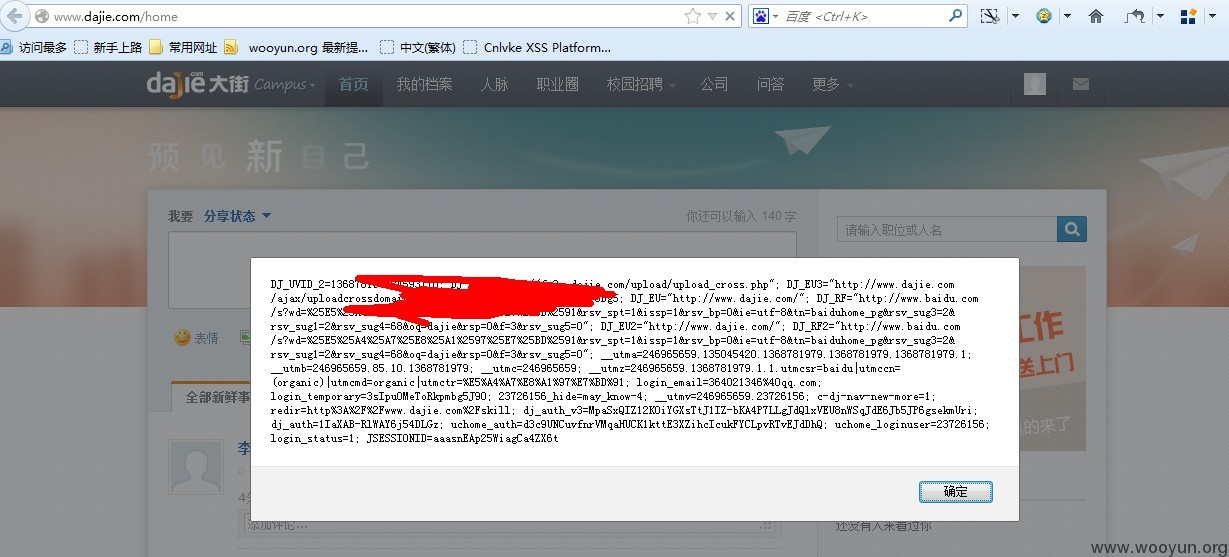 www.dajie.com/home
百度 <Ctrl+K>
访问最多 新手上路 常用网址 wooyun.org 最新提... 中文(繁体) Cnlvke XSS Platform...
dajie.com 大街 Campus 首页 我的档案 人脉 职业圈 校园招聘 公司 问答 更多
预见新自己
我要 分享状态 你还可以输入 140 字
请输入职位或人名
DJ_UVID_2=13687
com/upload/upload_cross.php"; DJ_EU3="http://www.dajie.com
/ajax/uploadcrossdoma
DJ_EU="http://www.dajie.com/"; DJ_RF="http://www.baidu.com
/s?wd=%25E5
%2591&rsv_spt=1&issp=1&rsv_bp=0&ie=utf-8&tn=baiduhome_pg&rsv_sug3=2&
rsv_sug1=2&rsv_sug4=68&oq=dajie&rsp=0&f=3&rsv_sug5=0"; DJ_EU2="http://www.dajie.com/"; DJ_RF2="http://www.baidu.com
/s?wd=%25E5%25A4%25A7%25E8%25A1%2597%25E7%25BD%2591&rsv_spt=1&issp=1&rsv_bp=0&ie=utf-8&tn=baiduhome_pg&rsv_sug3=2&
rsv_sug1=2&rsv_sug4=68&oq=dajie&rsp=0&f=3&rsv_sug5=0"; __utma=246965659.135045420.1368781979.1368781979.1368781979.1;
__utmb=246965659.85.10.1368781979; __utmc=246965659; __utmz=246965659.1368781979.1.1.utmcsr=baidu|utmccn=
(organic)|utmcmd=organic|utmctr=%E5%A4%A7%E8%A1%97%E7%BD%91; login_email=364021346%40qq.com;
login_temporary=3sIpuOMeToRkpmbg5J9O; 23726156_hide=may_know-4; __utmv=246965659.23726156; c-dj-nav-new-more=1;
redir=http%3A%2F%2Fwww.dajie.com%2Fskill; dj_auth_v3=MpaSxQIZ12KOiYGXsTtJ1IZ-bKA4P7LLgJdQlxVEU8nWSqJdE6Jb5JP6gsekmUri;
dj_auth=1IaXAB-RlWAY6j54DLGz; uchome_auth=d3c9UNCuvfnrVMqaHUCK1kttE3XZihcIcukFYCLpvRTvEJdDhQ; uchome_loginuser=23726156;
login_status=1; JSESSIONID=aaasnEAp25WiagCa4ZX6t
确定
表情
工作
送上门
的来了
全部新鲜事
李
4分
添加评论...
还没有人来看过你
www.wooyun.org